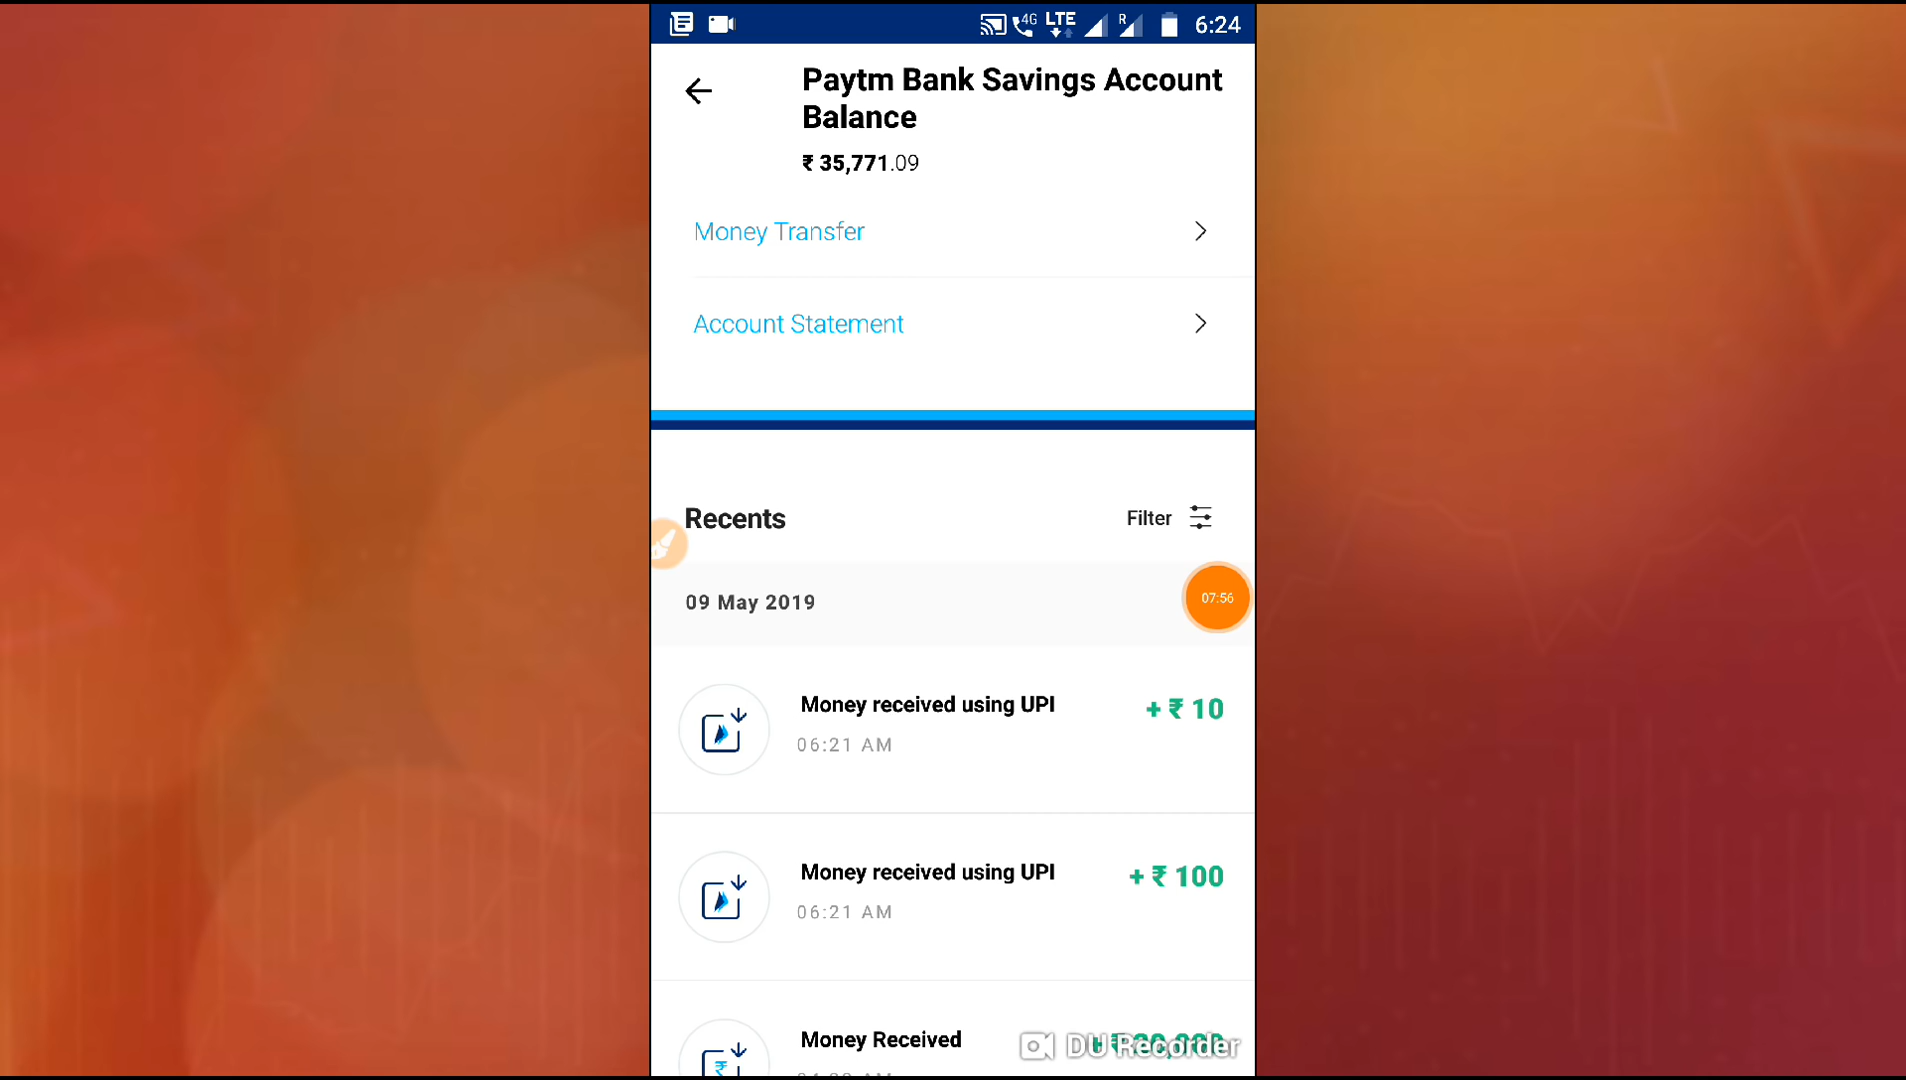 4G LTE R 6:24
Paytm Bank Savings Account
Balance
₹ 35,771.09
Money Transfer
Account Statement
Recents
Filter
09 May 2019
07:56
Money received using UPI
+ ₹ 10
06:21 AM
Money received using UPI
+ ₹ 100
06:21 AM
Money Received
DU Recorder